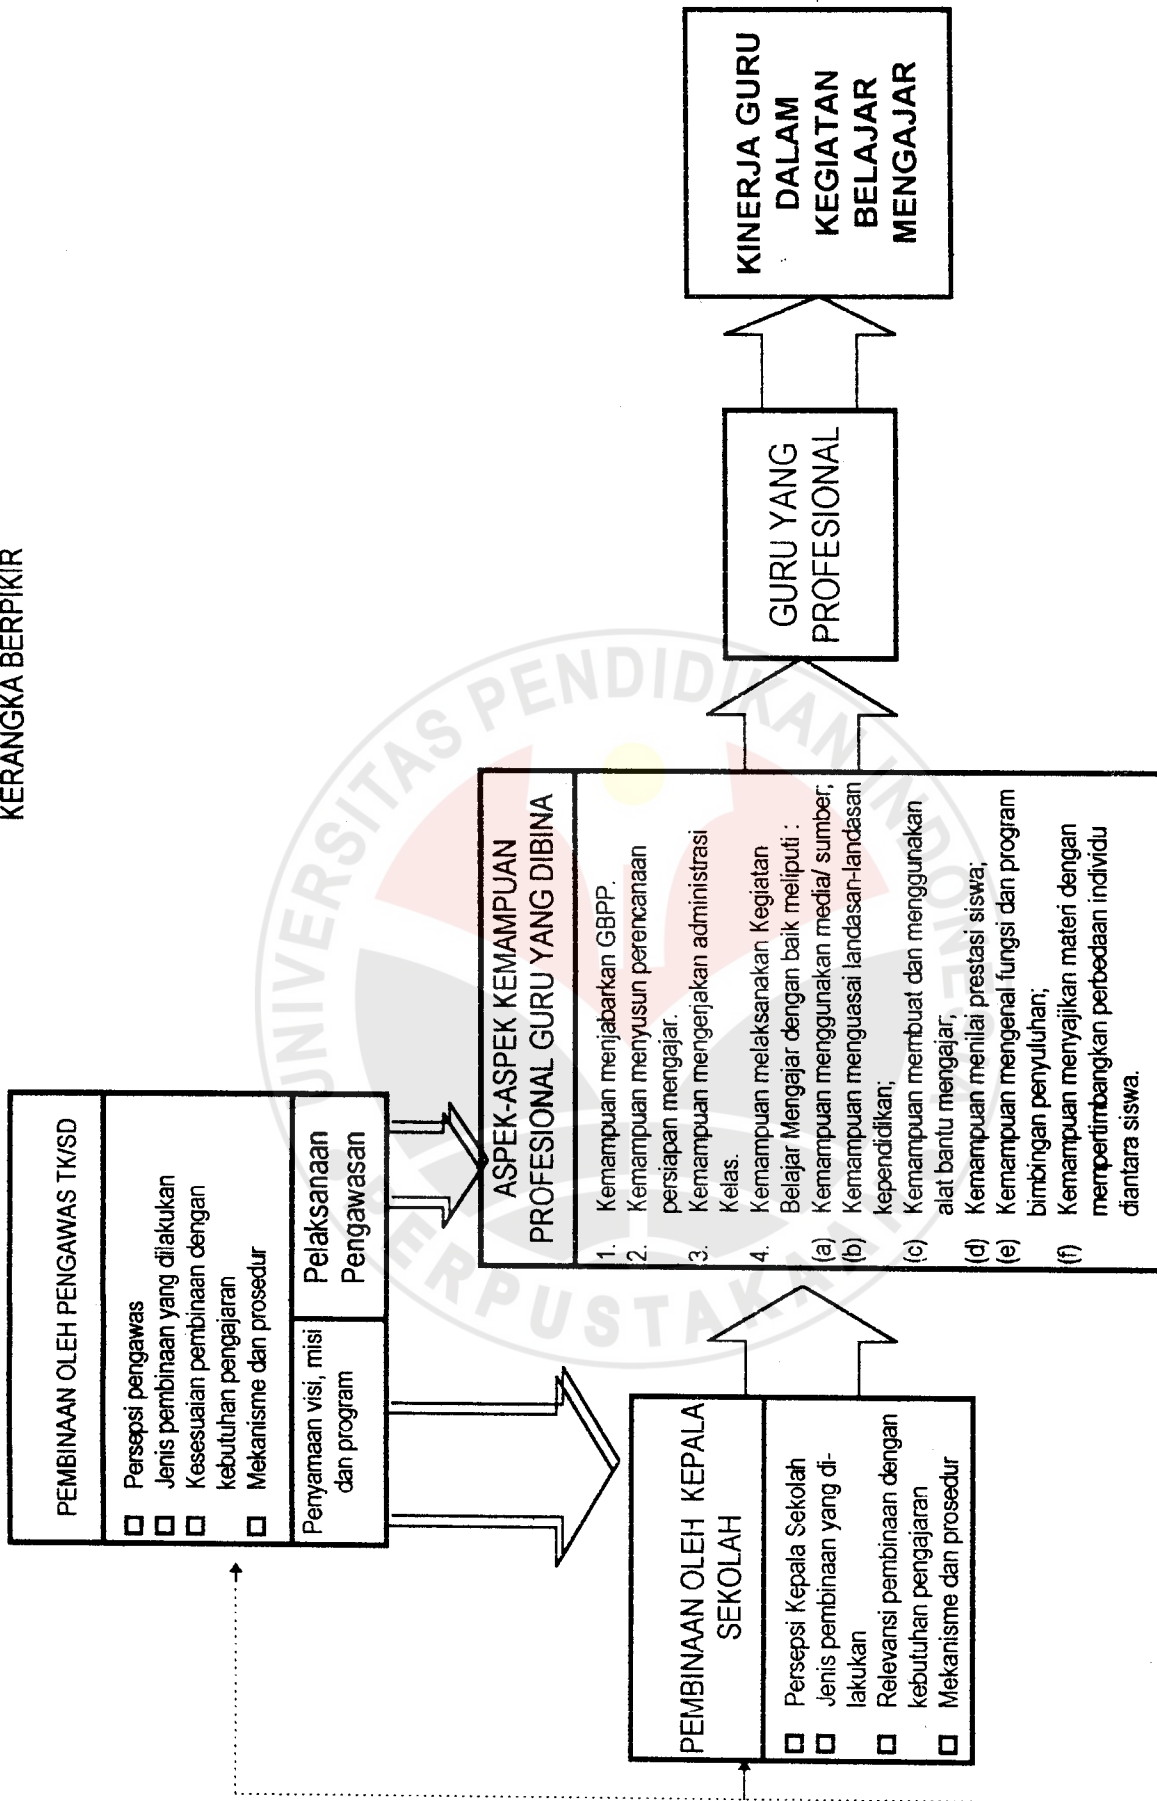 KERANGKA BERPIKIR
PEMBINAAN OLEH PENGAWAS TK/SD
Persepsi pengawas
Jenis pembinaan yang dilakukan
Kesesuaian pembinaan dengan
kebutuhan pengajaran
Mekanisme dan prosedur
Penyamaan visi, misi
dan program
Pelaksanaan
Pengawasan
PEMBINAAN OLEH KEPALA
SEKOLAH
Persepsi Kepala Sekolah
Jenis pembinaan yang di-
lakukan
Relevansi pembinaan dengan
kebutuhan pengajaran
Mekanisme dan prosedur
ASPEK-ASPEK KEMAMPUAN
PROFESIONAL GURU YANG DIBINA
1. Kemampuan menjabarkan GBPP.
2. Kemampuan menyusun perencanaan
persiapan mengajar.
3. Kemampuan mengerjakan administrasi
Kelas.
4. Kemampuan melaksanakan Kegiatan
Belajar Mengajar dengan baik meliputi :
(a) Kemampuan menggunakan media/ sumber;
(b) Kemampuan menguasai landasan-landasan
kependidikan;
(c) Kemampuan membuat dan menggunakan
alat bantu mengajar;
(d) Kemampuan menilai prestasi siswa;
(e) Kemampuan mengenai fungsi dan program
bimbingan penyuluhan;
(f) Kemampuan menyajikan materi dengan
mempertimbangkan perbedaan individu
diantara siswa.
GURU YANG
PROFESIONAL
KINERJA GURU
DALAM
KEGIATAN
BELAJAR
MENGAJAR
UNIVERSITAS PENDIDIKAN INDONESIA
PERPUSTAKAAN